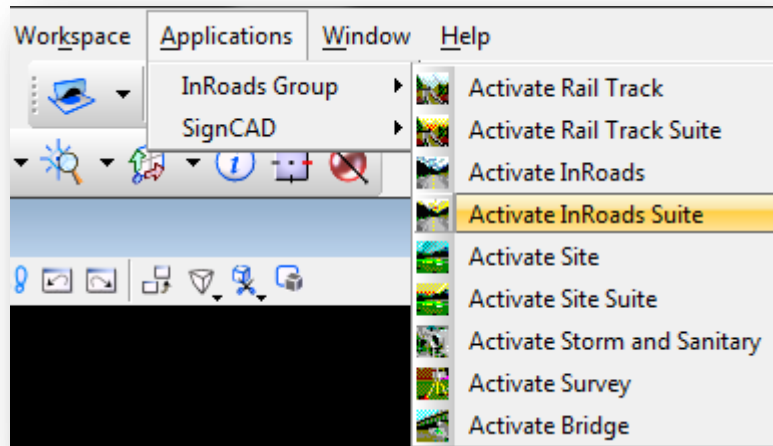 Workspace Applications Window Help
InRoads Group
SignCAD
Activate Rail Track
Activate Rail Track Suite
Activate InRoads
Activate InRoads Suite
Activate Site
Activate Site Suite
Activate Storm and Sanitary
Activate Survey
Activate Bridge